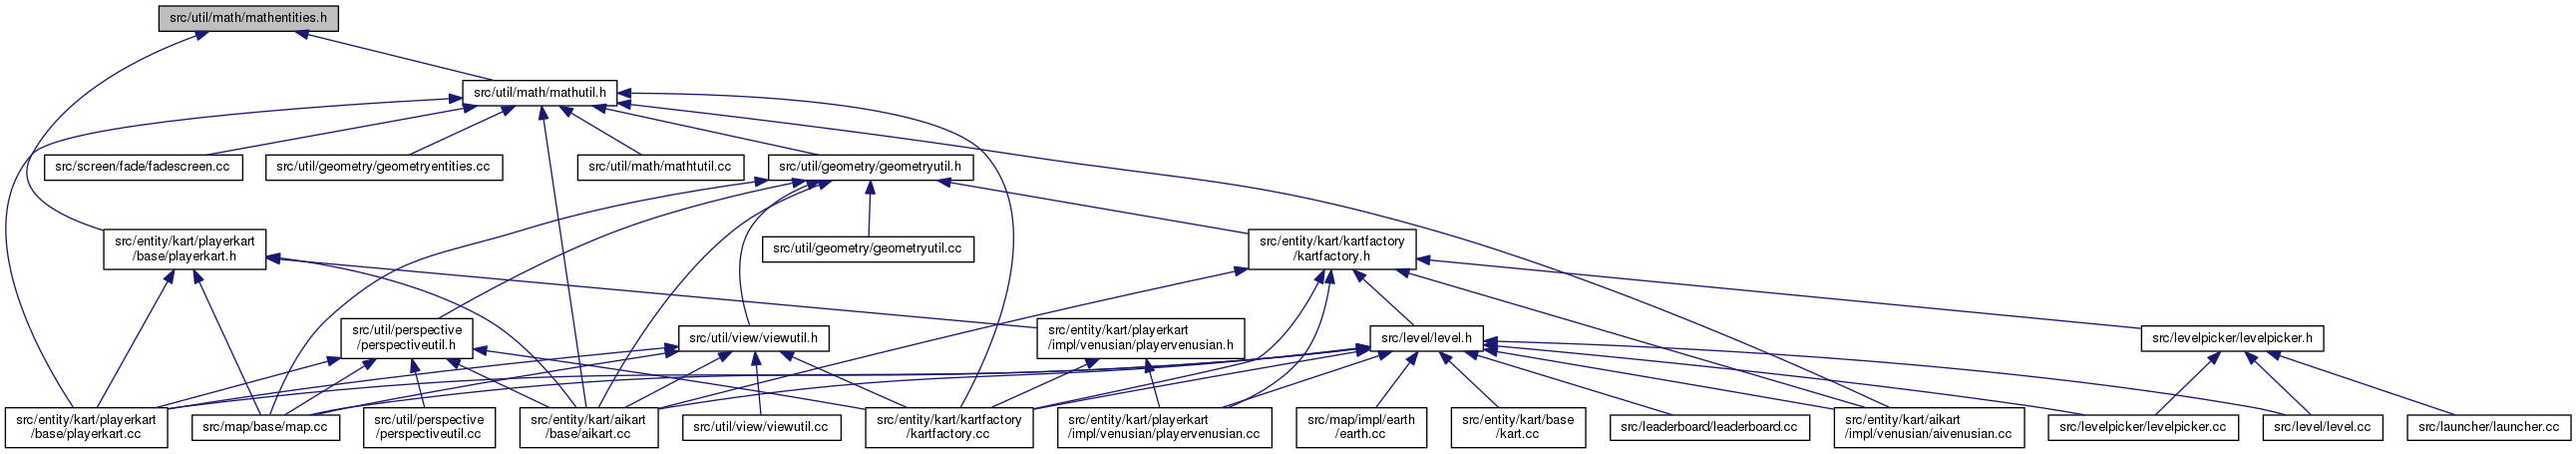 src/util/math/mathentities.h
src/util/math/mathutil.h
src/screen/fade/fadescreen.cc
src/util/geometry/geometryentities.cc
src/util/math/mathtutil.cc
src/util/geometry/geometryutil.h
src/entity/kart/playerkart
/base/playerkart.h
src/util/geometry/geometryutil.cc
src/entity/kart/kartfactory
/kartfactory.h
src/util/perspective
/perspectiveutil.h
src/util/view/viewutil.h
src/entity/kart/playerkart
/impl/venusian/playervenusian.h
src/level/level.h
src/levelpicker/levelpicker.h
src/entity/kart/playerkart
/base/playerkart.cc
src/map/base/map.cc
src/util/perspective
/perspectiveutil.cc
src/entity/kart/aikart
/base/aikart.cc
src/util/view/viewutil.cc
src/entity/kart/kartfactory
/kartfactory.cc
src/entity/kart/playerkart
/impl/venusian/playervenusian.cc
src/map/impl/earth
/earth.cc
src/entity/kart/base
/kart.cc
src/leaderboard/leaderboard.cc
src/entity/kart/aikart
/impl/venusian/aivenusian.cc
src/levelpicker/levelpicker.cc
src/level/level.cc
src/launcher/launcher.cc